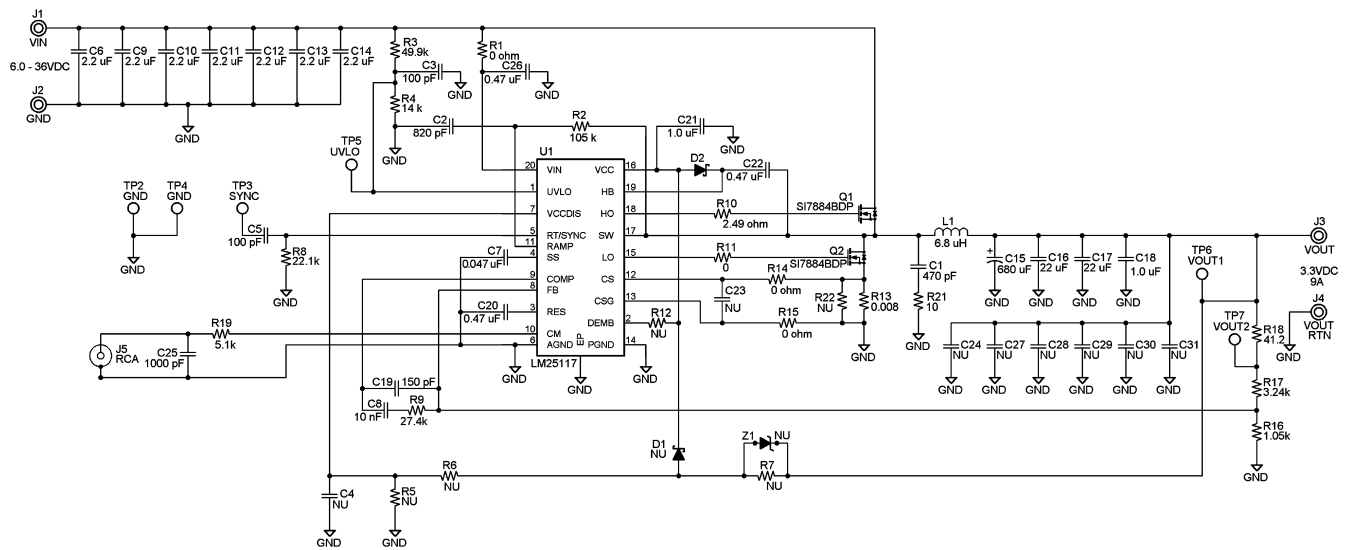 J1
VIN
6.0 - 36VDC
J2
GND
C6
2.2 uF
C9
2.2 uF
C10
2.2 uF
C11
2.2 uF
C12
2.2 uF
C13
2.2 uF
C14
2.2 uF
GND
R3
49.9k
C3
100 pF
GND
R4
14 k
GND
C2
820 pF
R1
0 ohm
C26
0.47 uF
GND
R2
105 k
C21
1.0 uF
GND
D2
C22
0.47 uF
TP5
UVLO
TP2
GND
TP4
GND
GND
TP3
SYNC
C5
100 pF
R8
22.1k
GND
U1
20 VIN
1 UVLO
7 VCCDIS
5 RT/SYNC
11 RAMP
4 SS
9 COMP
8 FB
3 RES
10 CM
6 AGND
EP
VCC 16
HB 19
HO 18
SW 17
LO 15
CS 12
CSG 13
DEMB 2
PGND 14
LM25117
GND
GND
GND
C7
0.047 uF
C20
0.47 uF
R19
5.1k
J5
RCA
C25
1000 pF
C19 150 pF
C8
10 nF
R9
27.4k
R10
2.49 ohm
Q1
SI7884BDP
R11
0
Q2
SI7884BDP
R14
0 ohm
C23
NU
R22
NU
R13
0.008
R15
0 ohm
GND
R12
NU
L1
6.8 uH
C1
470 pF
R21
10
GND
+
C15
680 uF
GND
C16
22 uF
GND
C17
22 uF
GND
C18
1.0 uF
GND
C24
NU
GND
C27
NU
GND
C28
NU
GND
C29
NU
GND
C30
NU
GND
C31
NU
GND
TP6
VOUT1
J3
VOUT
3.3VDC
9A
J4
VOUT
RTN
GND
TP7
VOUT2
R18
41.2
R17
3.24k
R16
1.05k
GND
D1
NU
Z1 NU
R7
NU
R6
NU
C4
NU
GND
R5
NU
GND